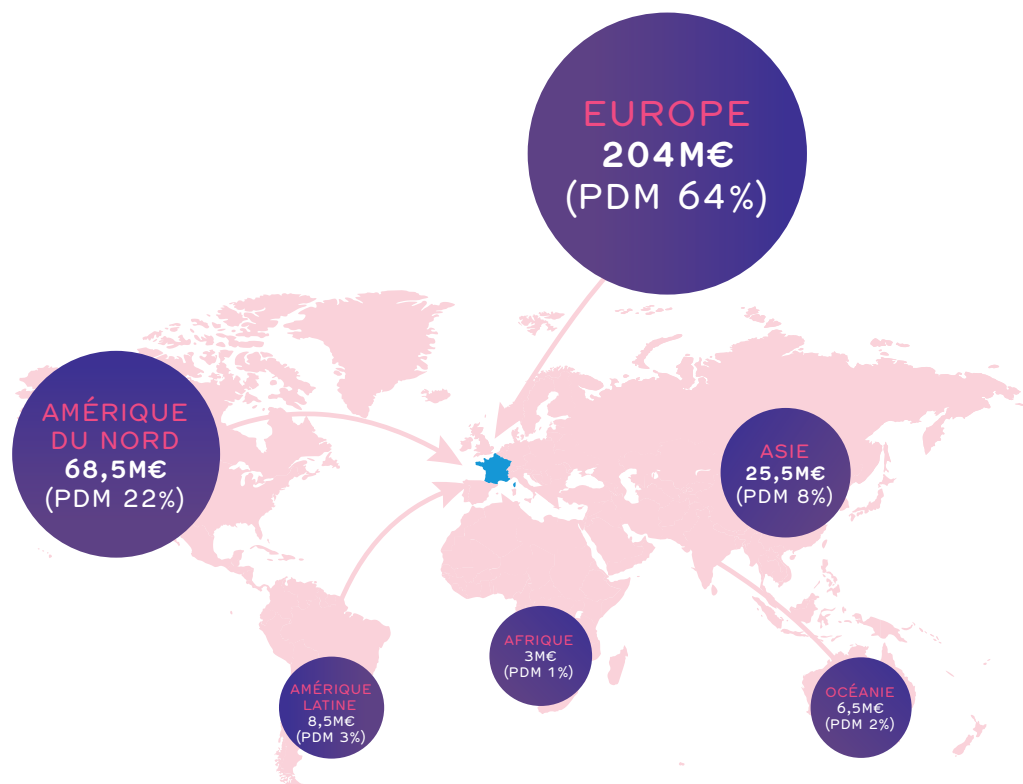 EUROPE
204M€
(PDM 64%)
AMÉRIQUE
DU NORD
68,5M€
(PDM 22%)
ASIE
25,5M€
(PDM 8%)
AFRIQUE
3M€
(PDM 1%)
AMÉRIQUE
LATINE
8,5M€
(PDM 3%)
OCÉANIE
6,5M€
(PDM 2%)